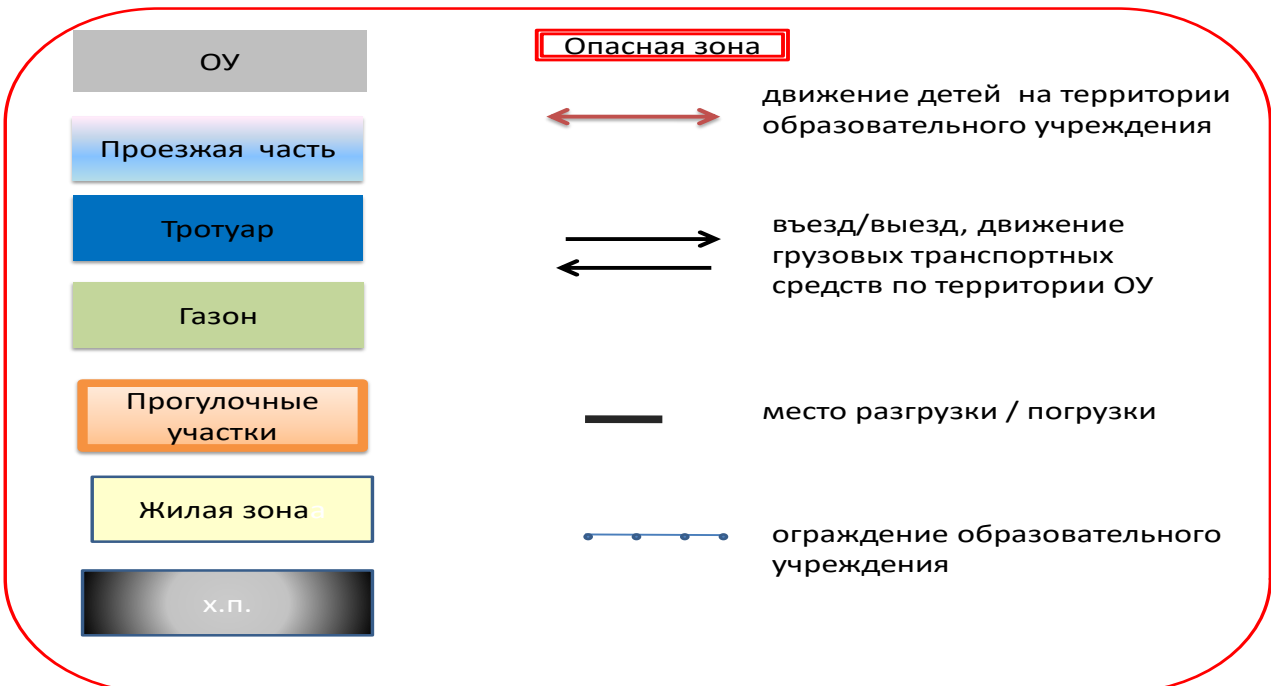 ОУ
Проезжая часть
Тротуар
Газон
Прогулочные
участки
Жилая зонаа
х.п.
Опасная зона
движение детей на территории
образовательного учреждения
въезд/выезд, движение
грузовых транспортных
средств по территории ОУ
место разгрузки / погрузки
ограждение образовательного
учреждения